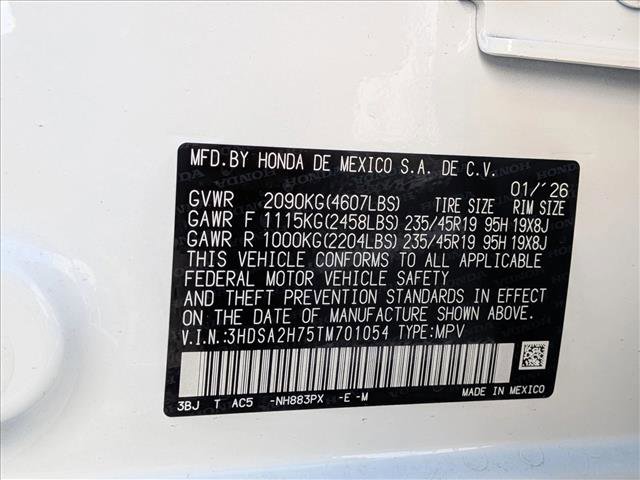 MFD. BY HONDA DE MEXICO S.A. DE C.V.
01/'26
GVWR 2090KG(4607LBS) TIRE SIZE RIM SIZE
GAWR F 1115KG(2458LBS) 235/45R19 95H 19X8J
GAWR R 1000KG(2204LBS) 235/45R19 95H 19X8J
THIS VEHICLE CONFORMS TO ALL APPLICABLE
FEDERAL MOTOR VEHICLE SAFETY
AND THEFT PREVENTION STANDARDS IN EFFECT
ON THE DATE OF MANUFACTURE SHOWN ABOVE.
V.I.N.:3HDSA2H75TM701054 TYPE:MPV
3BJ T AC5 -NH883PX -E -M MADE IN MEXICO